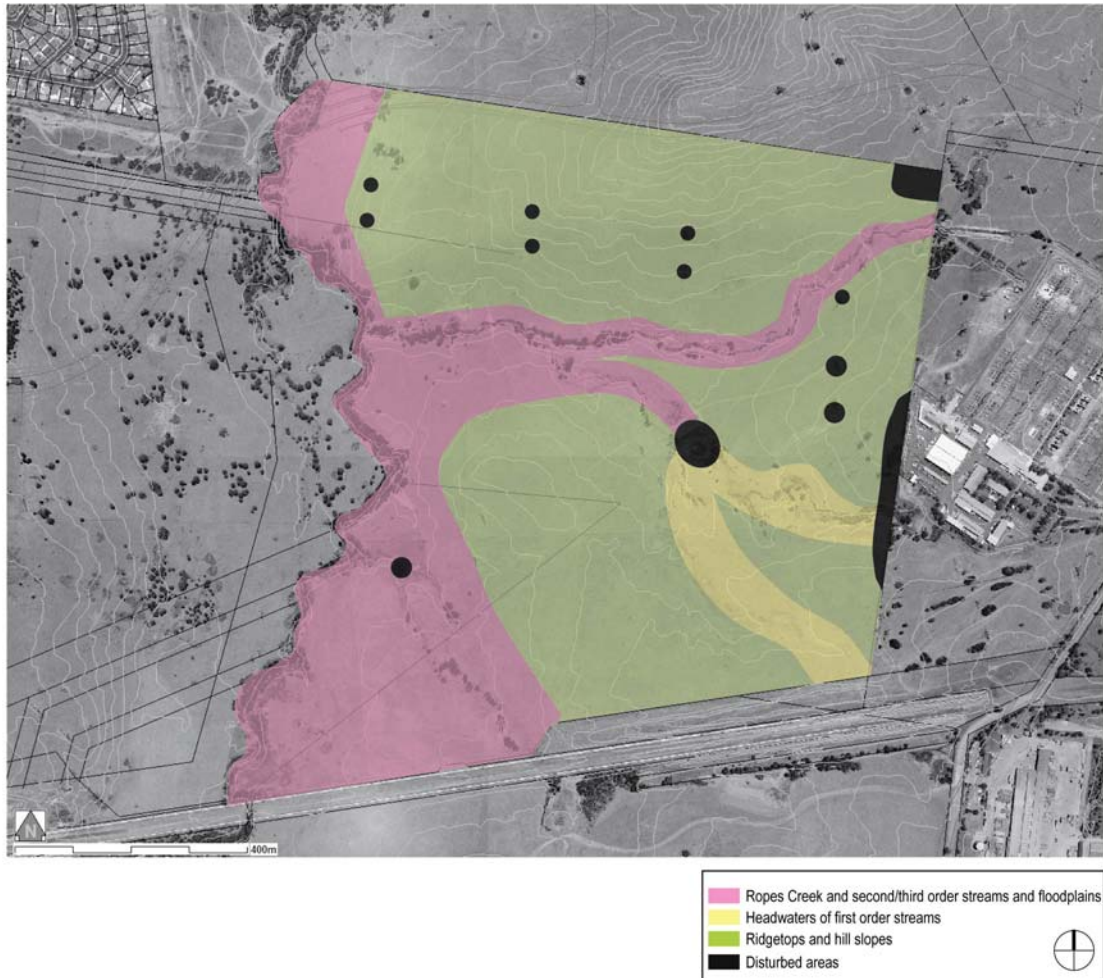 N
400m
Ropes Creek and second/third order streams and floodplains
Headwaters of first order streams
Ridgetops and hill slopes
Disturbed areas